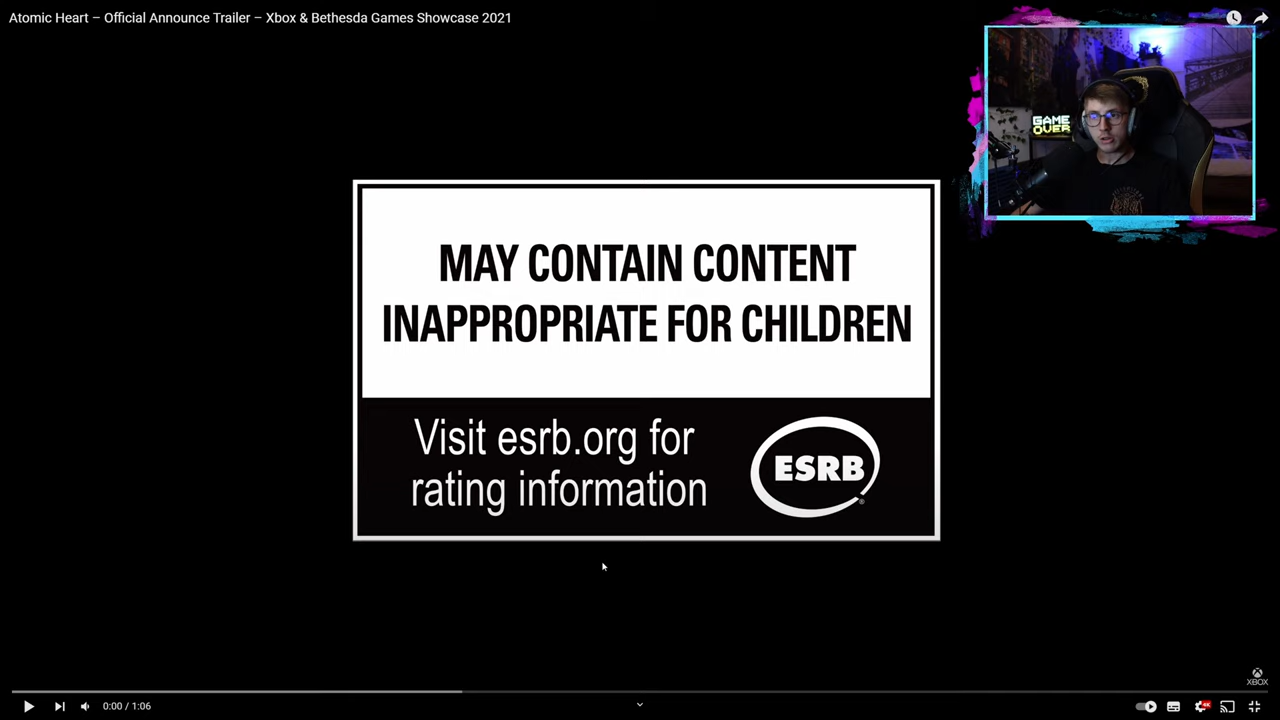 Atomic Heart – Official Announce Trailer – Xbox & Bethesda Games Showcase 2021
GAME
OVER
MAY CONTAIN CONTENT
INAPPROPRIATE FOR CHILDREN
Visit esrb.org for
rating information
ESRB
®
XBOX
0:00 / 1:06
4K